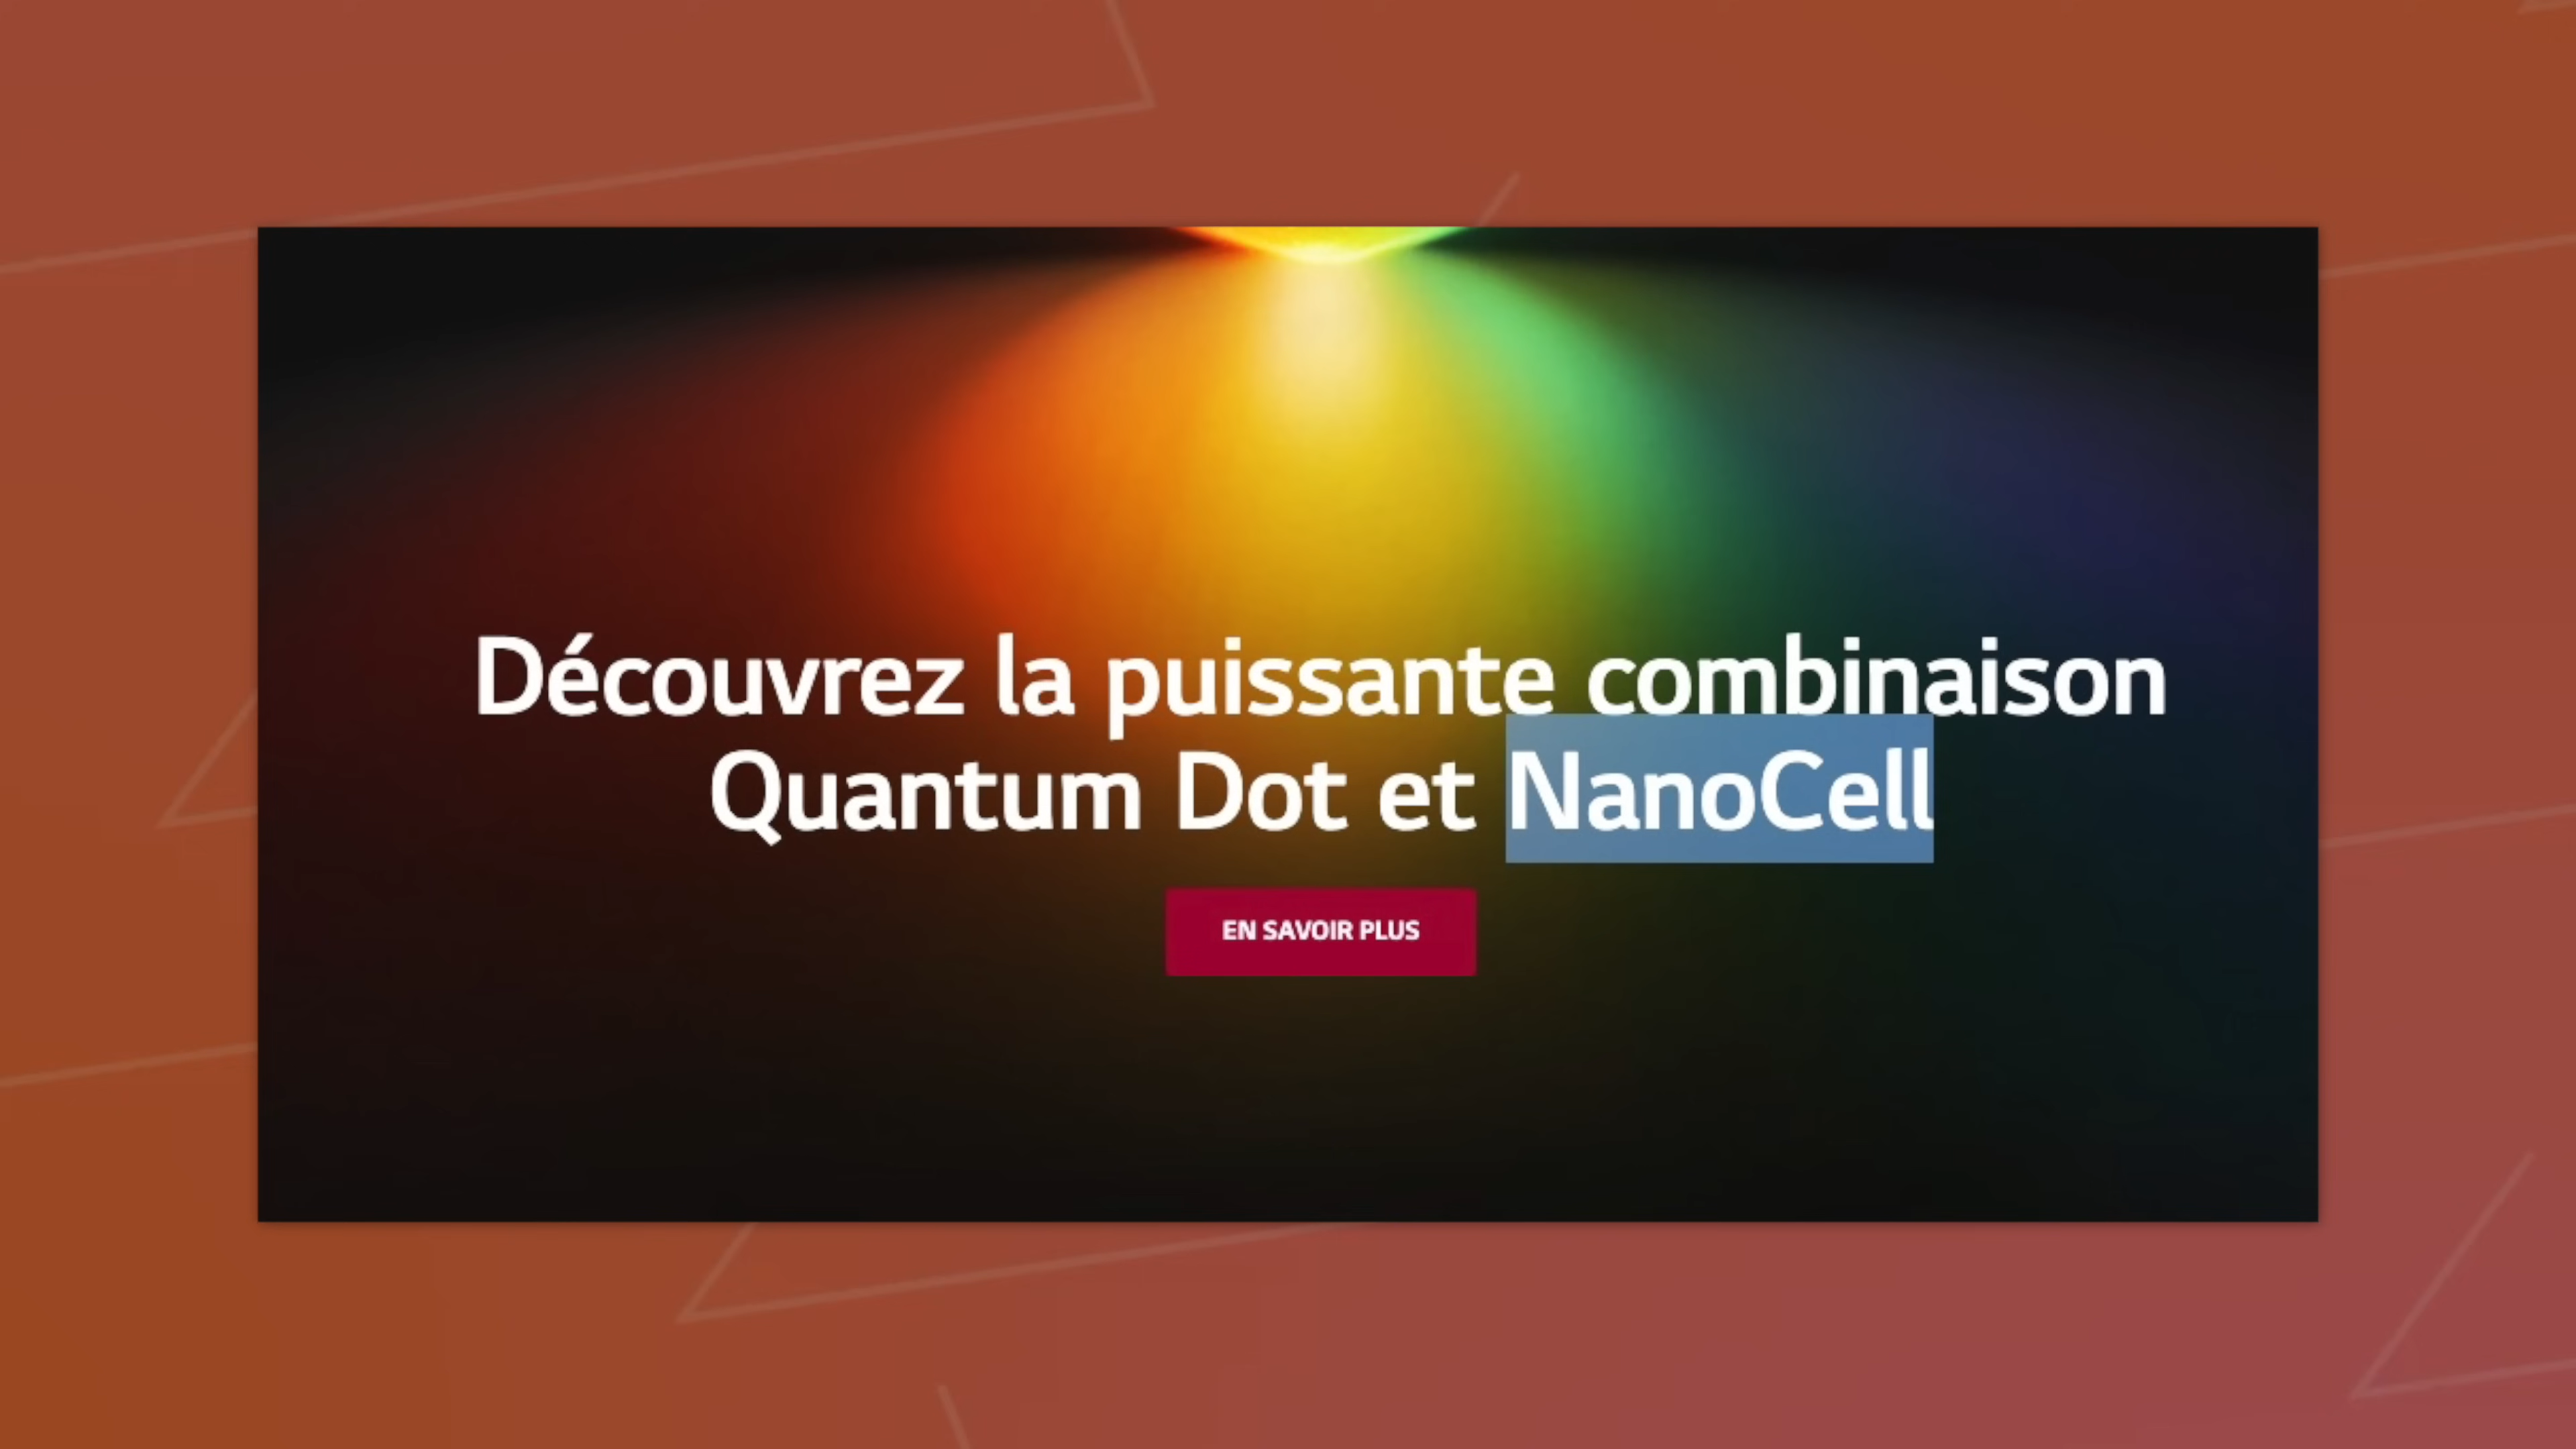 Découvrez la puissante combinaison
Quantum Dot et NanoCell
EN SAVOIR PLUS